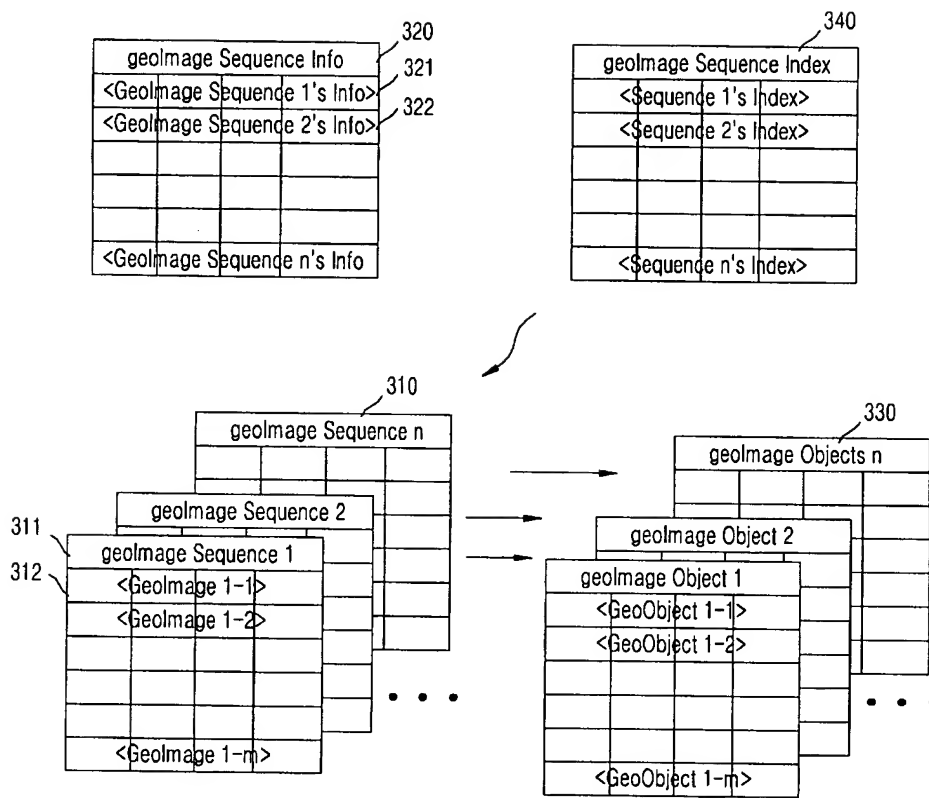 320
geoImage Sequence Info
<GeoImage Sequence 1's Info>
321
<GeoImage Sequence 2's Info>
322
<GeoImage Sequence n's Info
340
geoImage Sequence Index
<Sequence 1's Index>
<Sequence 2's Index>
<Sequence n's Index>
310
geoImage Sequence n
geoImage Sequence 2
311
geoImage Sequence 1
312
<GeoImage 1-1>
<GeoImage 1-2>
<GeoImage 1-m>
330
geoImage Objects n
geoImage Object 2
geoImage Object 1
<GeoObject 1-1>
<GeoObject 1-2>
<GeoObject 1-m>